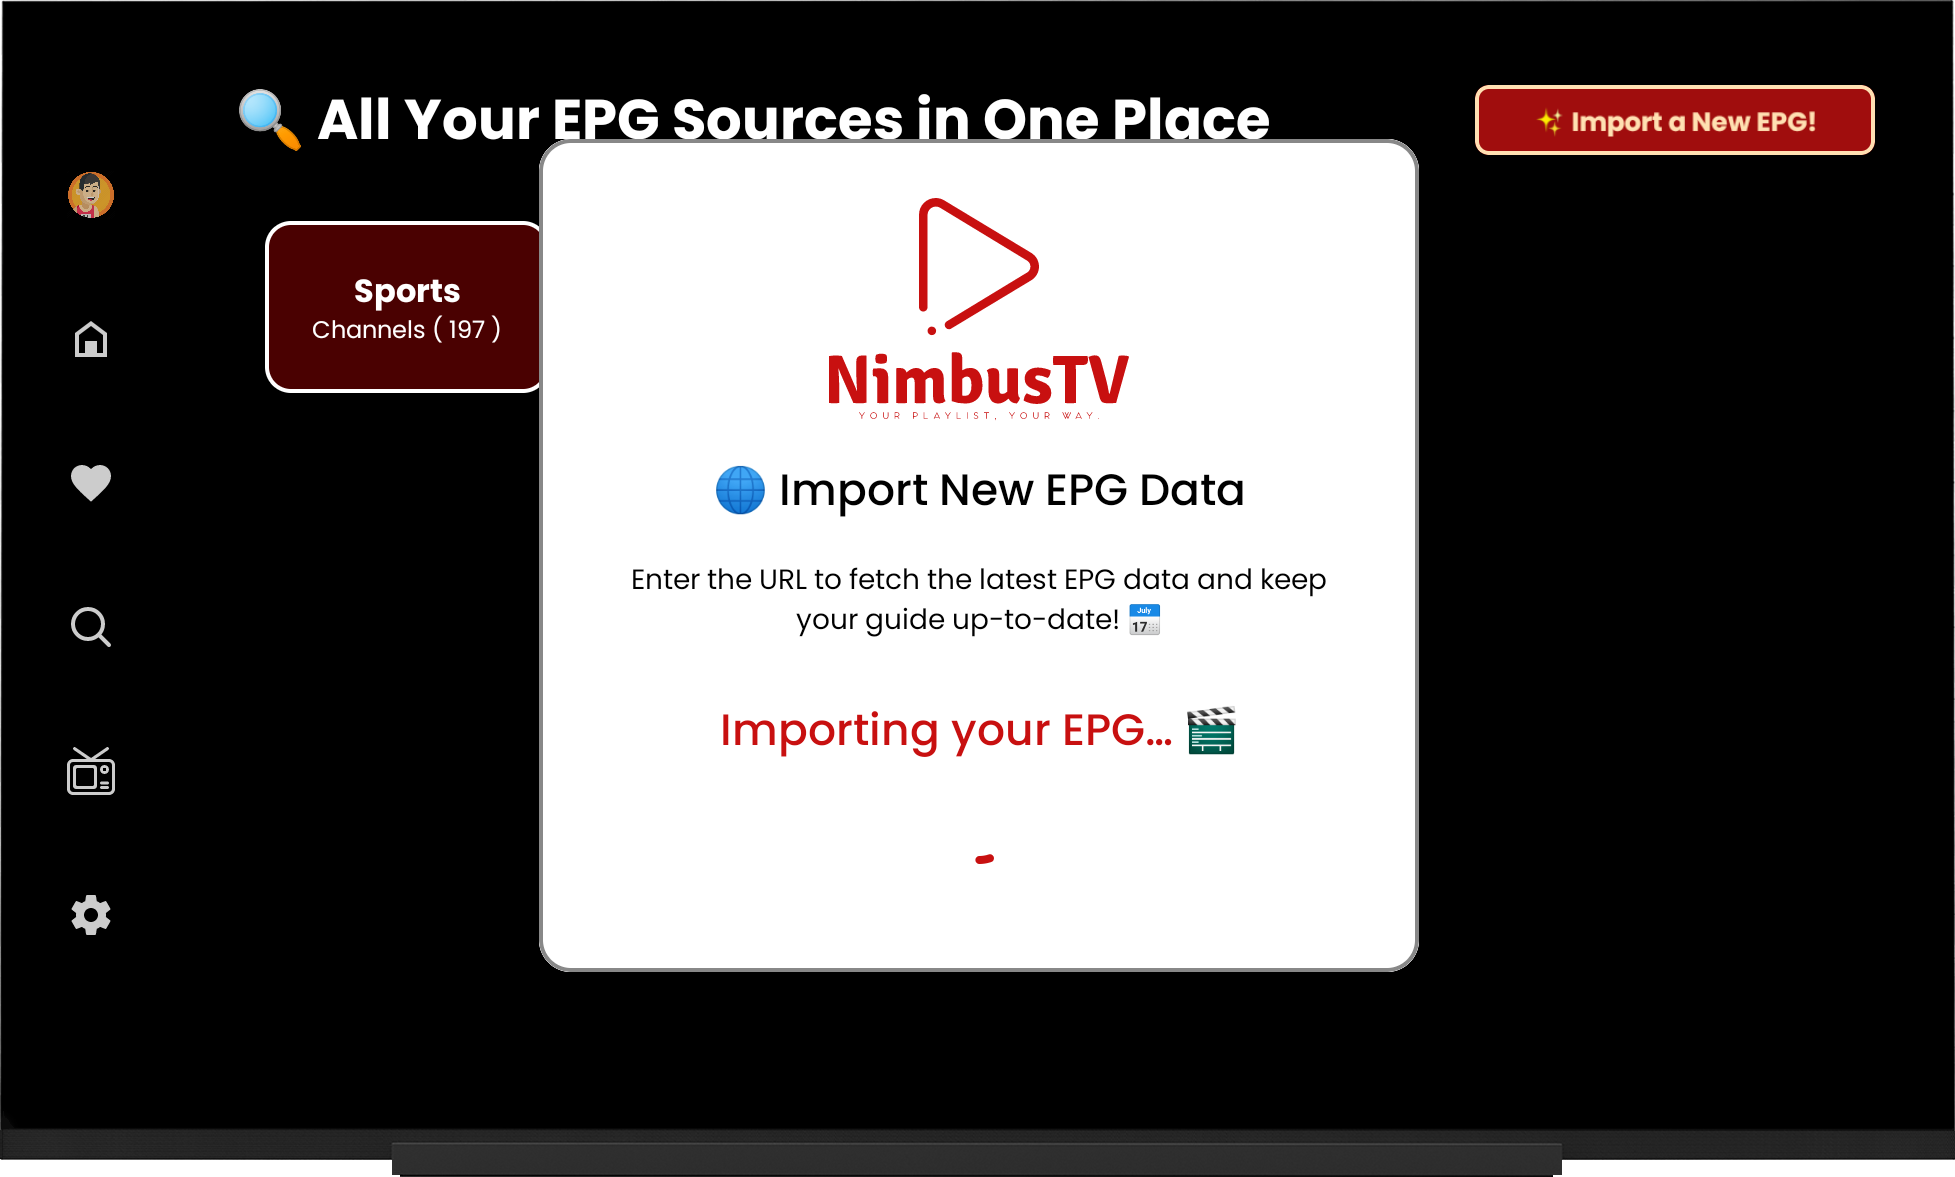 🔍 All Your EPG Sources in One Place
✨ Import a New EPG!
Sports
Channels ( 197 )
NimbusTV
YOUR PLAYLIST, YOUR WAY.
🌐 Import New EPG Data
Enter the URL to fetch the latest EPG data and keep
your guide up-to-date! 📅
Importing your EPG... 🎬